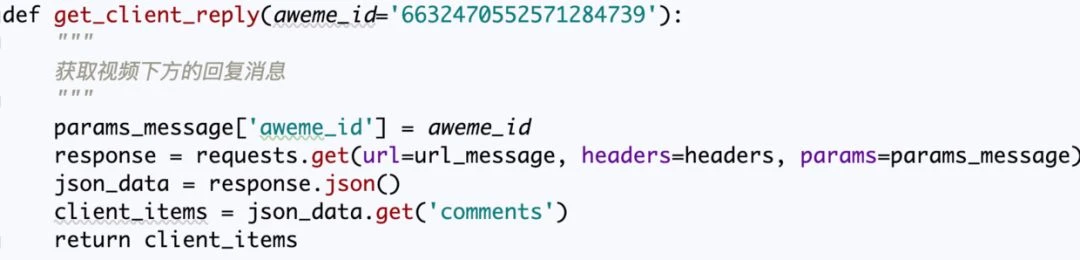 def get_client_reply(aweme_id='6632470552571284739'):
    """
    获取视频下方的回复消息
    """
    params_message['aweme_id'] = aweme_id
    response = requests.get(url=url_message, headers=headers, params=params_message)
    json_data = response.json()
    client_items = json_data.get('comments')
    return client_items